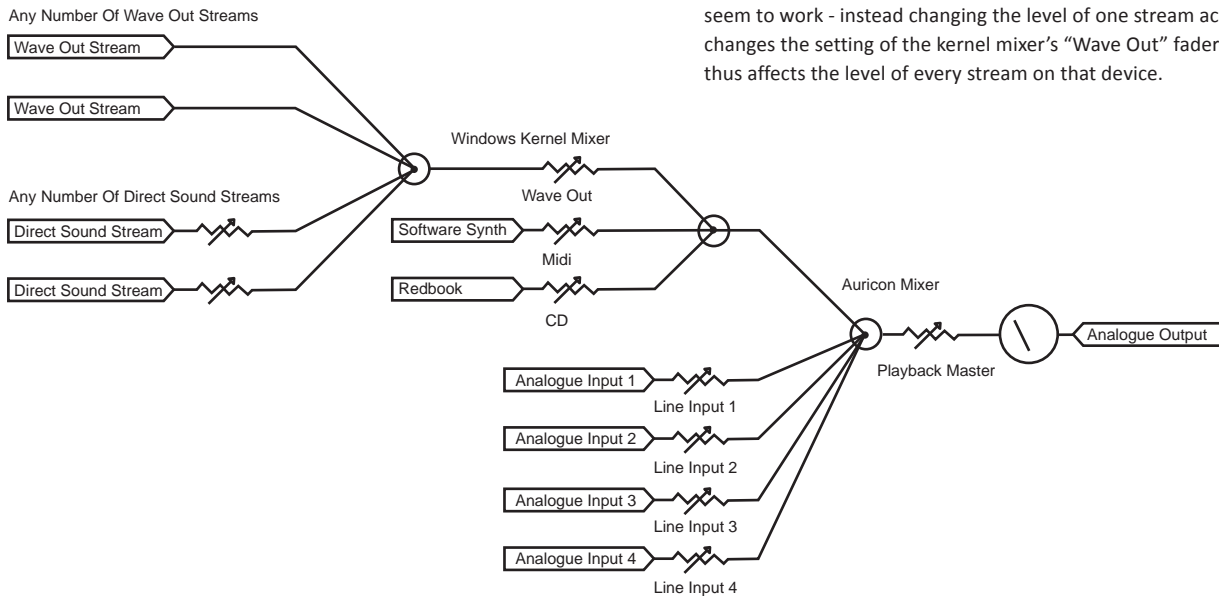 seem to work - instead changing the level of one stream
changes the setting of the kernel mixer's “Wave Out” fader
thus affects the level of every stream on that device.
Any Number Of Wave Out Streams
Wave Out Stream
Wave Out Stream
Any Number Of Direct Sound Streams
Direct Sound Stream
Direct Sound Stream
Windows Kernel Mixer
Wave Out
Software Synth
Midi
Redbook
CD
Auricon Mixer
Playback Master
Analogue Output
Analogue Input 1
Line Input 1
Analogue Input 2
Line Input 2
Analogue Input 3
Line Input 3
Analogue Input 4
Line Input 4